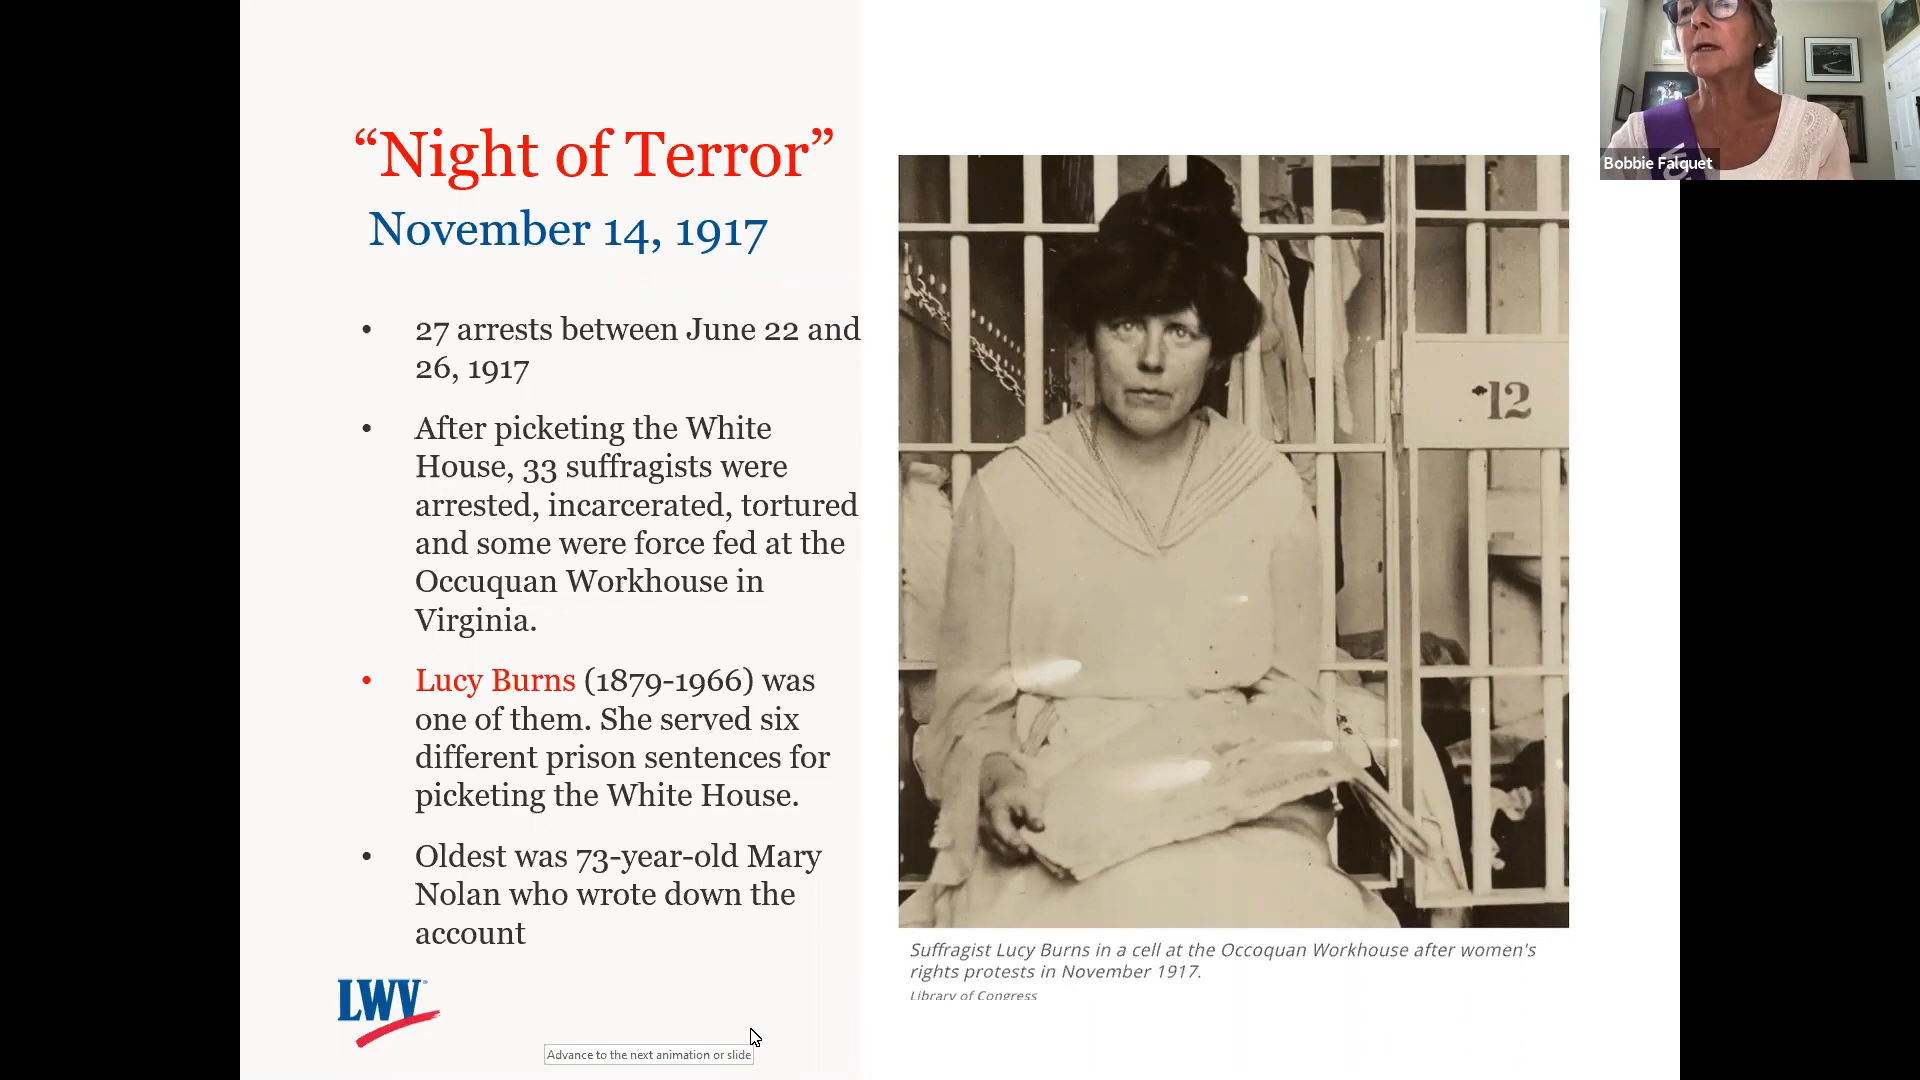 “Night of Terror”
November 14, 1917
• 27 arrests between June 22 and
26, 1917
• After picketing the White
House, 33 suffragists were
arrested, incarcerated, tortured
and some were force fed at the
Occuquan Workhouse in
Virginia.
• Lucy Burns (1879-1966) was
one of them. She served six
different prison sentences for
picketing the White House.
• Oldest was 73-year-old Mary
Nolan who wrote down the
account
LWV
Advance to the next animation or slide
12
Suffragist Lucy Burns in a cell at the Occoquan Workhouse after women's
rights protests in November 1917.
Library of Congress
Bobbie Falquet